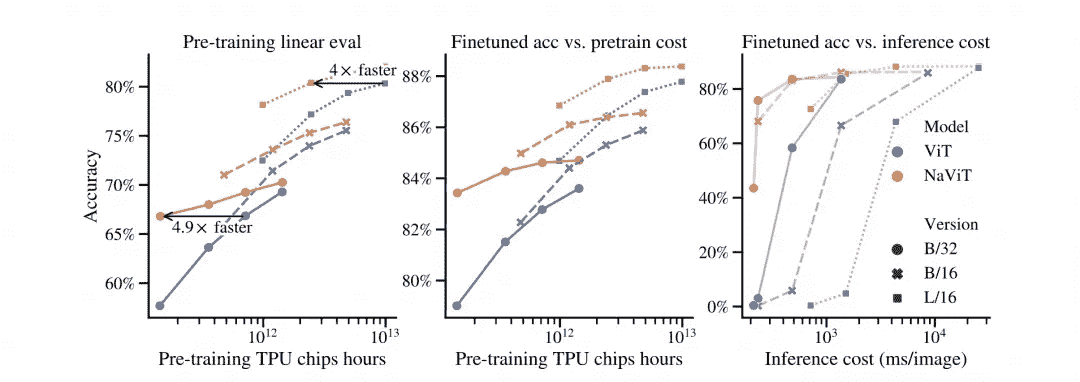 Pre-training linear eval
Accuracy
80%
75%
70%
65%
60%
4× faster
4.9× faster
10¹²
10¹³
Pre-training TPU chips hours
Finetuned acc vs. pretrain cost
88%
86%
84%
82%
80%
10¹²
10¹³
Pre-training TPU chips hours
Finetuned acc vs. inference cost
80%
60%
40%
20%
0%
Model
ViT
NaViT
Version
B/32
B/16
L/16
10³
10⁴
Inference cost (ms/image)